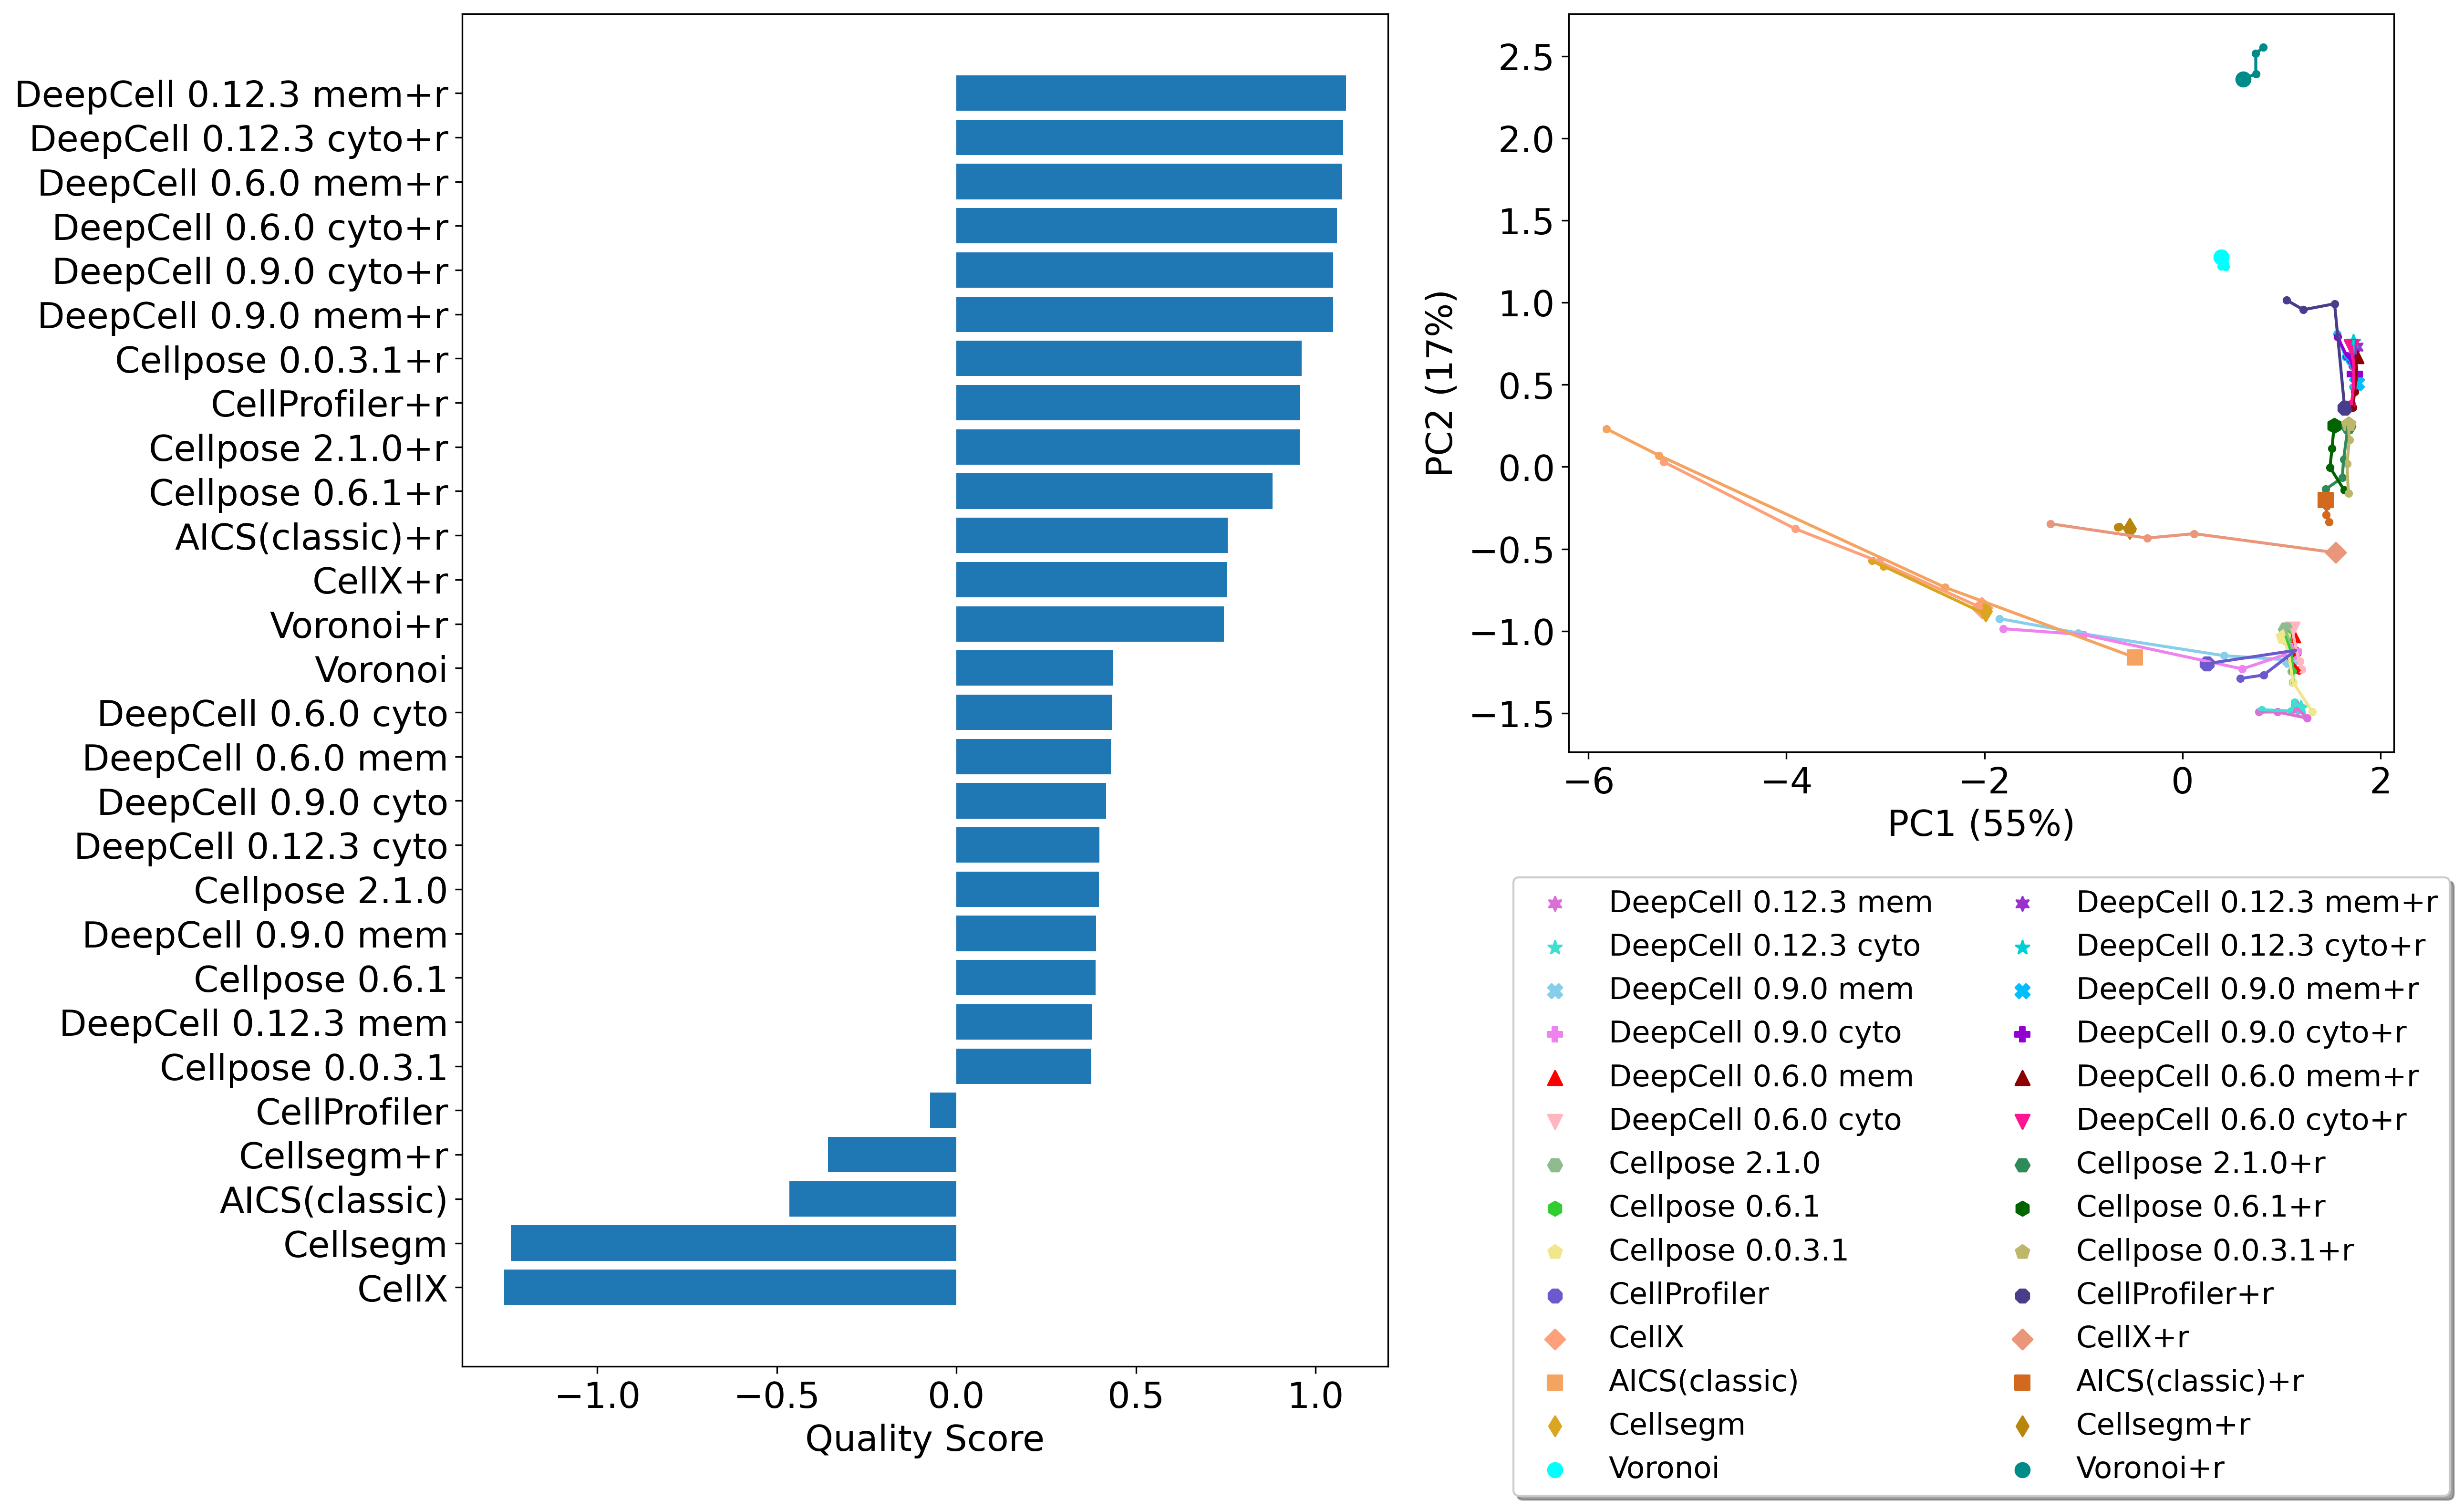 DeepCell 0.12.3 mem+r
DeepCell 0.12.3 cyto+r
DeepCell 0.6.0 mem+r
DeepCell 0.6.0 cyto+r
DeepCell 0.9.0 cyto+r
DeepCell 0.9.0 mem+r
Cellpose 0.0.3.1+r
CellProfiler+r
Cellpose 2.1.0+r
Cellpose 0.6.1+r
AICS(classic)+r
CellX+r
Voronoi+r
Voronoi
DeepCell 0.6.0 cyto
DeepCell 0.6.0 mem
DeepCell 0.9.0 cyto
DeepCell 0.12.3 cyto
Cellpose 2.1.0
DeepCell 0.9.0 mem
Cellpose 0.6.1
DeepCell 0.12.3 mem
Cellpose 0.0.3.1
CellProfiler
Cellsegm+r
AICS(classic)
Cellsegm
CellX
−1.0 −0.5 0.0 0.5 1.0
Quality Score
2.5
2.0
1.5
1.0
0.5
0.0
−0.5
−1.0
−1.5
PC2 (17%)
−6 −4 −2 0 2
PC1 (55%)
DeepCell 0.12.3 mem
DeepCell 0.12.3 cyto
DeepCell 0.9.0 mem
DeepCell 0.9.0 cyto
DeepCell 0.6.0 mem
DeepCell 0.6.0 cyto
Cellpose 2.1.0
Cellpose 0.6.1
Cellpose 0.0.3.1
CellProfiler
CellX
AICS(classic)
Cellsegm
Voronoi
DeepCell 0.12.3 mem+r
DeepCell 0.12.3 cyto+r
DeepCell 0.9.0 mem+r
DeepCell 0.9.0 cyto+r
DeepCell 0.6.0 mem+r
DeepCell 0.6.0 cyto+r
Cellpose 2.1.0+r
Cellpose 0.6.1+r
Cellpose 0.0.3.1+r
CellProfiler+r
CellX+r
AICS(classic)+r
Cellsegm+r
Voronoi+r